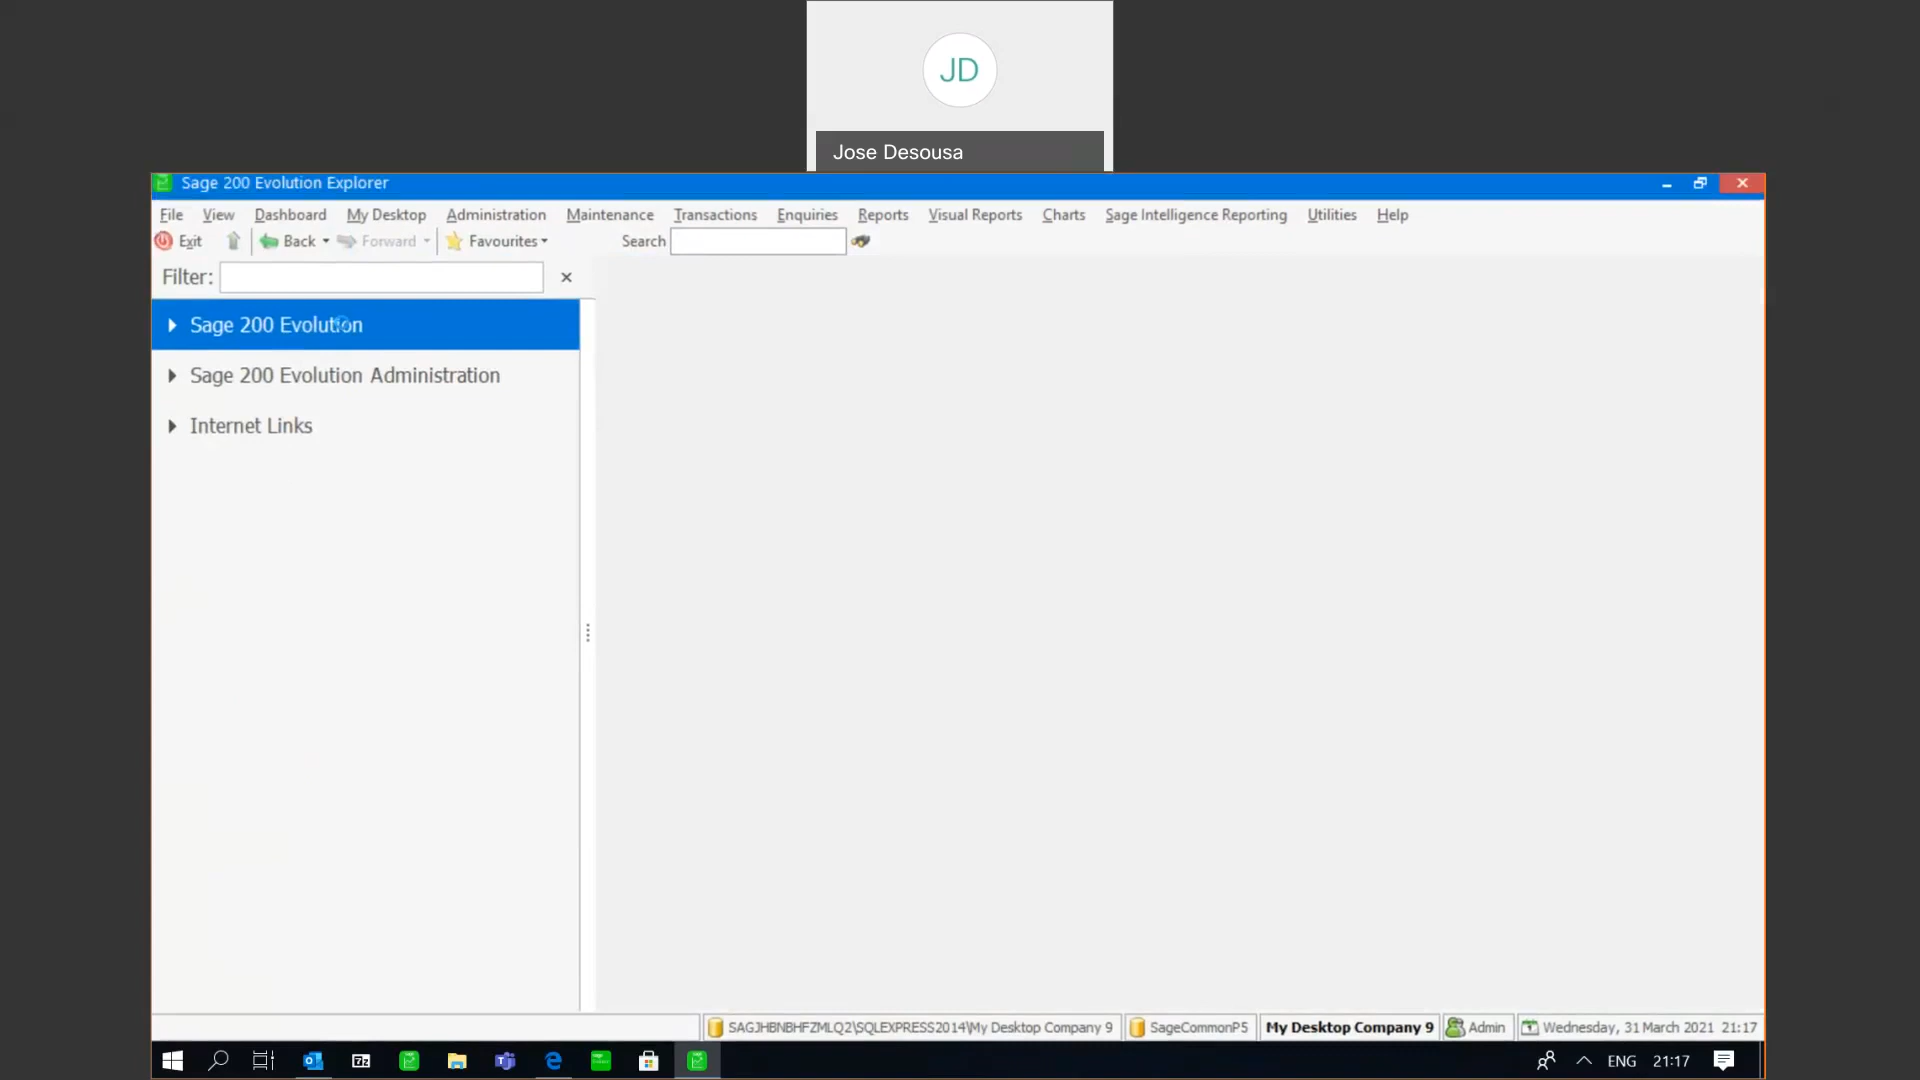 JD
Jose Desousa
Sage 200 Evolution Explorer
File View Dashboard My Desktop Administration Maintenance Transactions Enquiries Reports Visual Reports Charts Sage Intelligence Reporting Utilities Help
Exit Back Forward Favourites Search
Filter:
Sage 200 Evolution
Sage 200 Evolution Administration
Internet Links
SAGJHBNBHFZMLQ2\SQLEXPRESS2014\My Desktop Company 9 SageCommonP5 My Desktop Company 9 Admin Wednesday, 31 March 2021 21:17
ENG 21:17